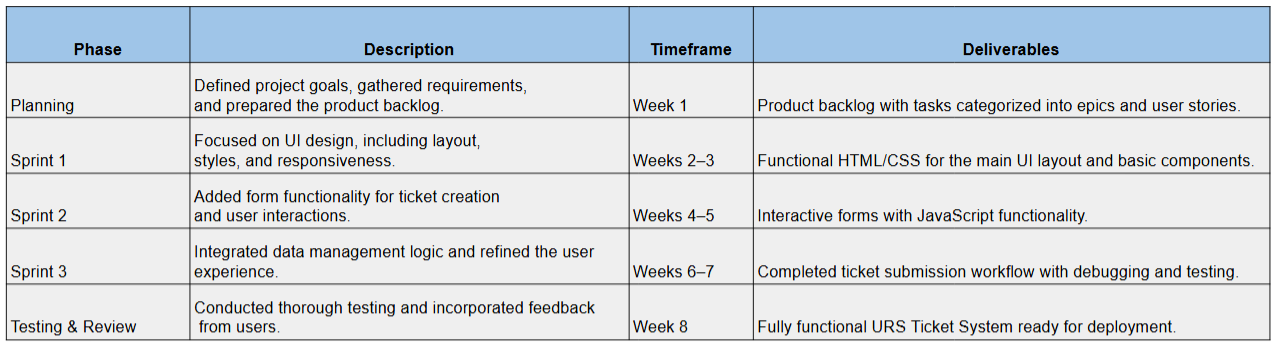 Phase Description Timeframe Deliverables
Defined project goals, gathered requirements,
Planning and prepared the product backlog. Week 1 Product backlog with tasks categorized into epics and user stories.
Focused on UI design, including layout,
Sprint 1 styles, and responsiveness. Weeks 2–3 Functional HTML/CSS for the main UI layout and basic components.
Added form functionality for ticket creation
Sprint 2 and user interactions. Weeks 4–5 Interactive forms with JavaScript functionality.
Integrated data management logic and refined the user
Sprint 3 experience. Weeks 6–7 Completed ticket submission workflow with debugging and testing.
Conducted thorough testing and incorporated feedback
Testing & Review from users. Week 8 Fully functional URS Ticket System ready for deployment.